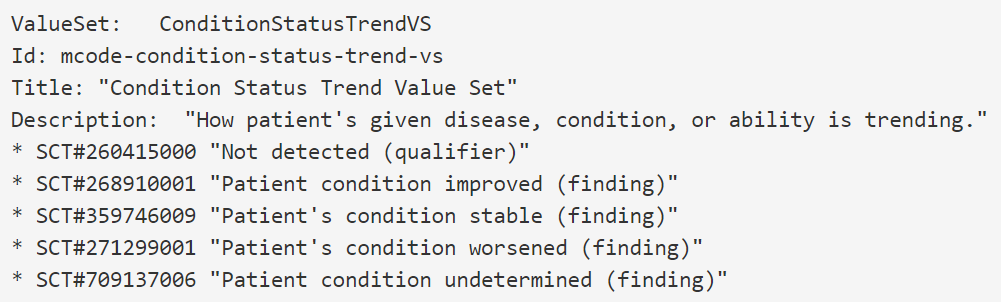 ValueSet:   ConditionStatusTrendVS
Id: mcode-condition-status-trend-vs
Title: "Condition Status Trend Value Set"
Description:  "How patient's given disease, condition, or ability is trending."
* SCT#260415000 "Not detected (qualifier)"
* SCT#268910001 "Patient condition improved (finding)"
* SCT#359746009 "Patient's condition stable (finding)"
* SCT#271299001 "Patient's condition worsened (finding)"
* SCT#709137006 "Patient condition undetermined (finding)"